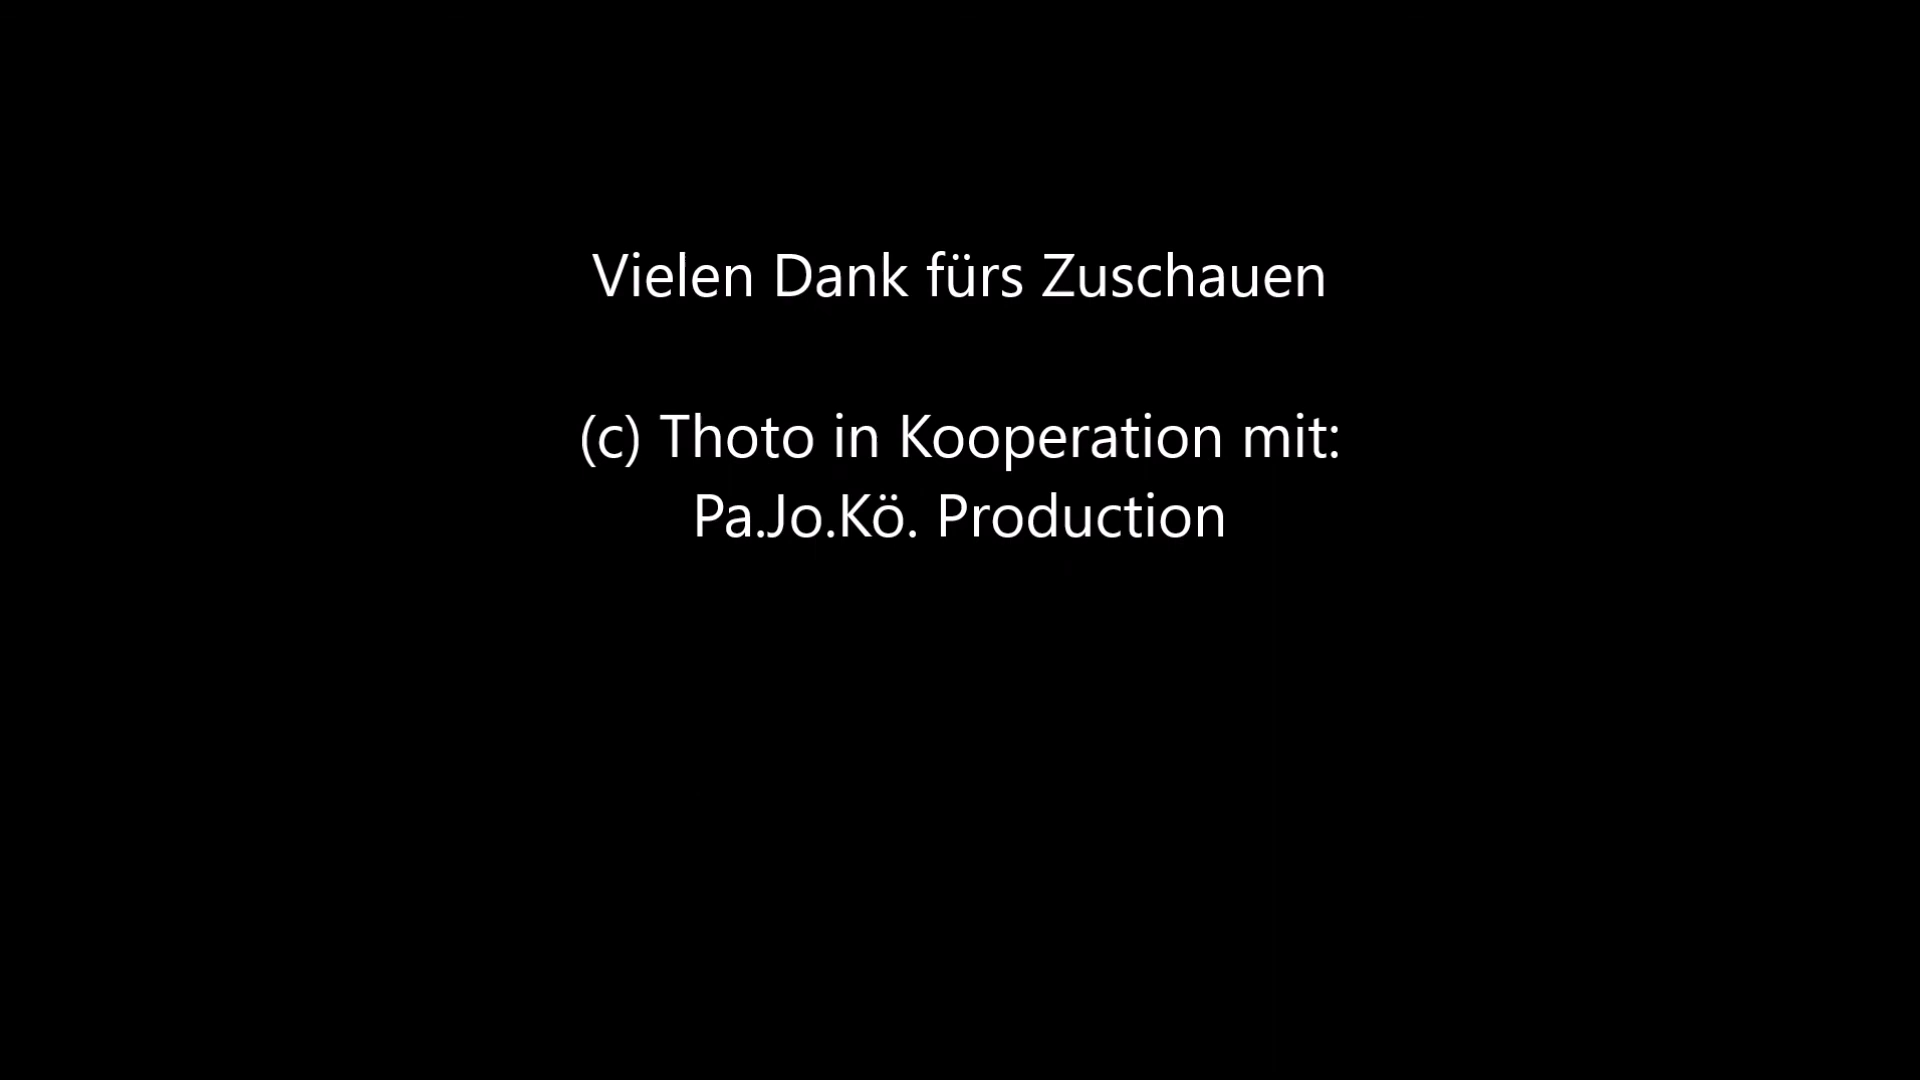 Vielen Dank fürs Zuschauen
(c) Thoto in Kooperation mit:
Pa.Jo.Kö. Production